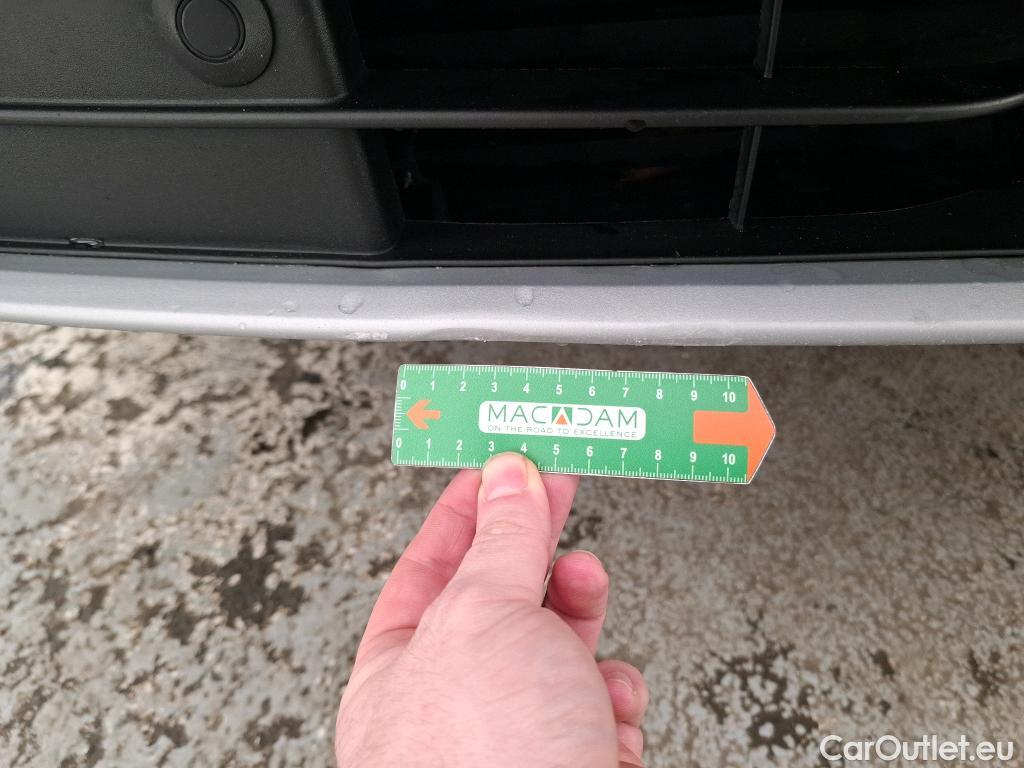 0 1 2 3 4 5 6 7 8 9 10
MACADAM
ON THE ROAD TO EXCELLENCE
0 1 2 3 4 5 6 7 8 9 10
CarOutlet.eu